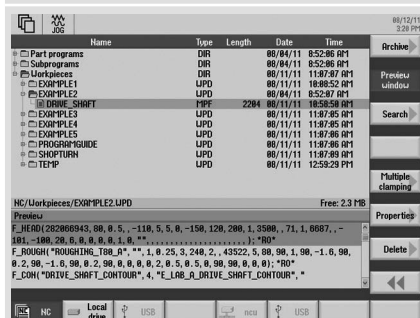 JOG
08/12/11
3:28 PM
Name Type Length Date Time
Part programs DIR 08/04/11 8:52:06 AM
Subprograms DIR 08/04/11 8:52:06 AM
Workpieces DIR 08/11/11 11:07:07 AM
EXAMPLE1 WPD 08/11/11 10:08:52 AM
EXAMPLE2 WPD 08/11/11 8:52:07 AM
DRIVE_SHAFT MPF 2204 08/11/11 10:58:50 AM
EXAMPLE3 WPD 08/11/11 11:07:05 AM
EXAMPLE4 WPD 08/11/11 11:07:05 AM
EXAMPLE5 WPD 08/11/11 11:07:06 AM
PROGRAMGUIDE WPD 08/11/11 11:07:06 AM
SHOPTURN WPD 08/11/11 11:07:09 AM
TEMP WPD 08/11/11 12:59:29 PM
NC/Workpieces/EXAMPLE2.WPD Free: 2.3 MB
Preview
F_HEAD(282066943,80,0.5,,-110,5,5,0,-150,120,200,1,3500,,71,1,6687,,-
101,-100,20,6,0,0,0,1,0,"",,,,,,,,,,,,,,,,,,,,,,);*RO*
F_ROUGH("ROUGHING_T80_A","",1,0.25,3,240,2,,43522,5,80,90,1,90,-1.6,90,
0.2,90,-1.6,90,0.2,90,0,0,0,0,2,0.5,0.5,0,90,90,0,0,0);*RO*
F_CON("DRIVE_SHAFT_CONTOUR",4,"E_LAB_A_DRIVE_SHAFT_CONTOUR","
Archive
Preview
window
Search
Multiple
clamping
Properties
Delete
NC
Local
drive
USB
ncu
USB